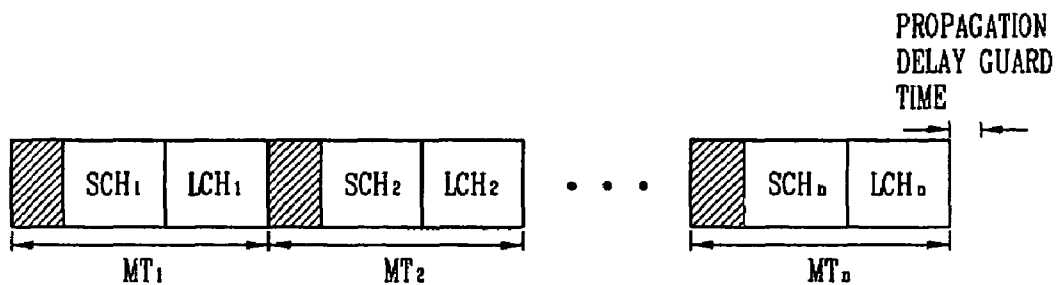 PROPAGATION
DELAY GUARD
TIME
SCH₁ LCH₁ SCH₂ LCH₂ • • • SCHₙ LCHₙ
MT₁ MT₂ MTₙ